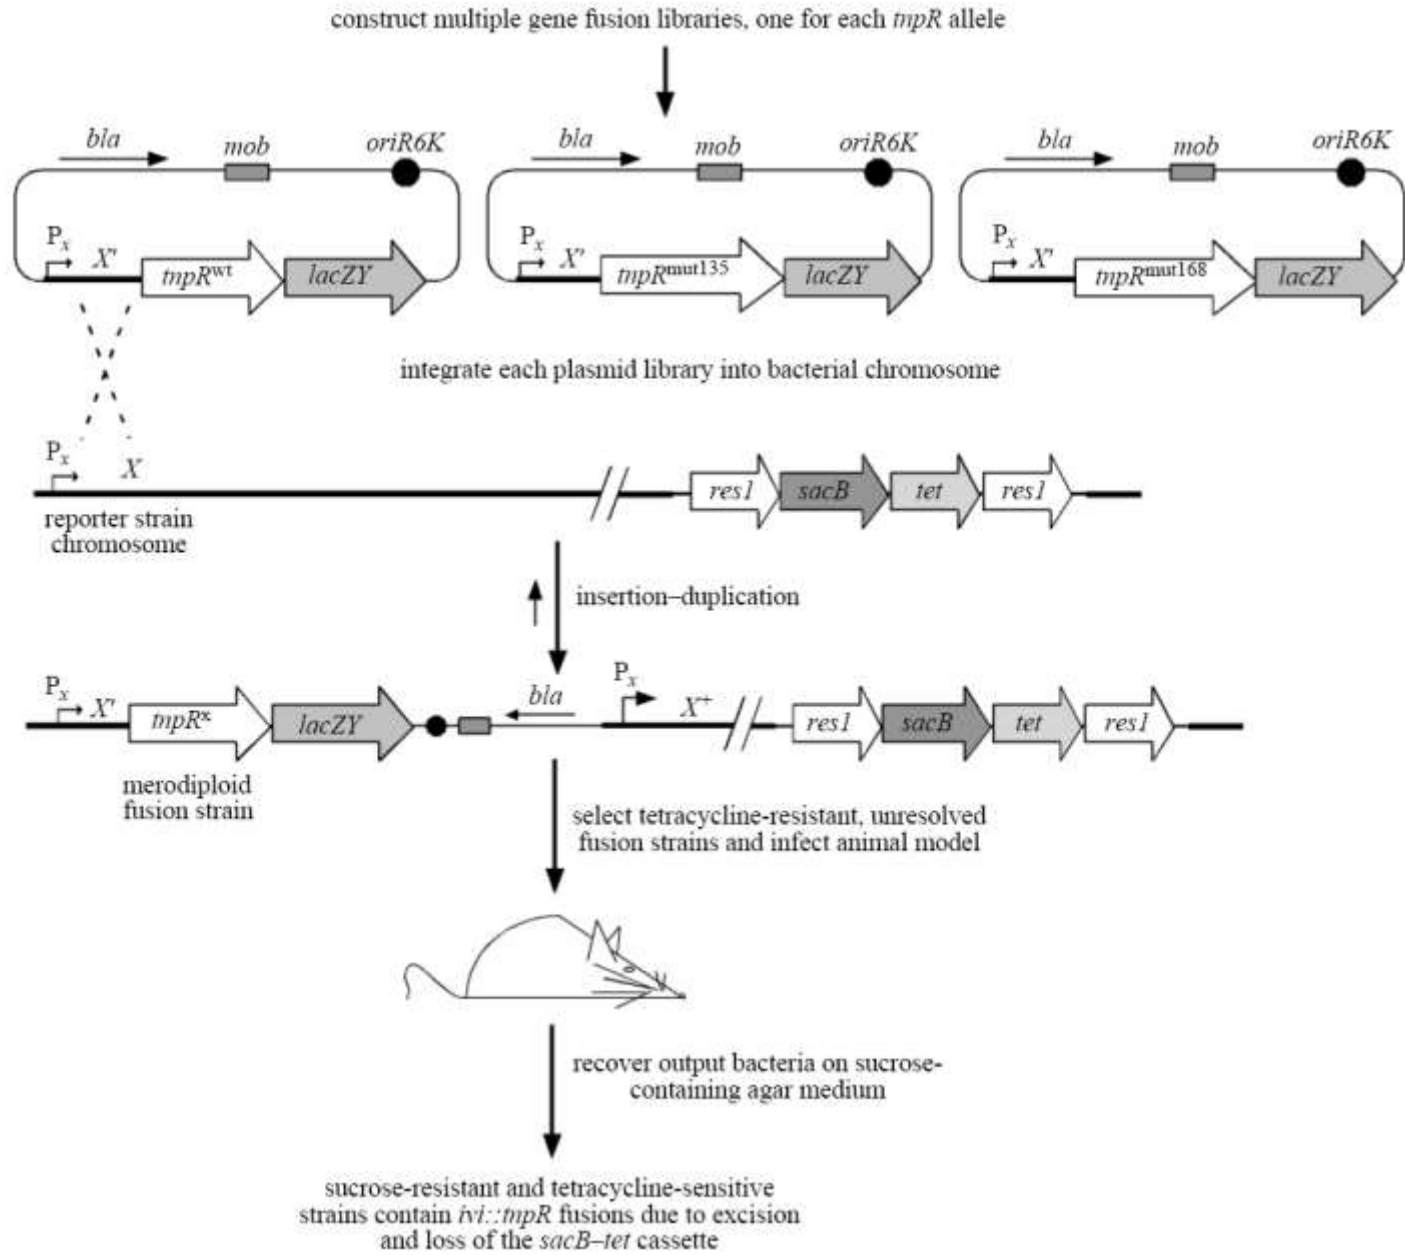 construct multiple gene fusion libraries, one for each tnpR allele
bla mob oriR6K bla mob oriR6K bla mob oriR6K
Px X' tnpRwt lacZY Px X' tnpRmut135 lacZY Px X' tnpRmut168 lacZY
integrate each plasmid library into bacterial chromosome
Px X res1 sacB tet res1
reporter strain
chromosome
insertion–duplication
Px X' tnpRx lacZY bla Px X+ res1 sacB tet res1
merodiploid
fusion strain
select tetracycline-resistant, unresolved
fusion strains and infect animal model
recover output bacteria on sucrose-
containing agar medium
sucrose-resistant and tetracycline-sensitive
strains contain ivi::tnpR fusions due to excision
and loss of the sacB–tet cassette